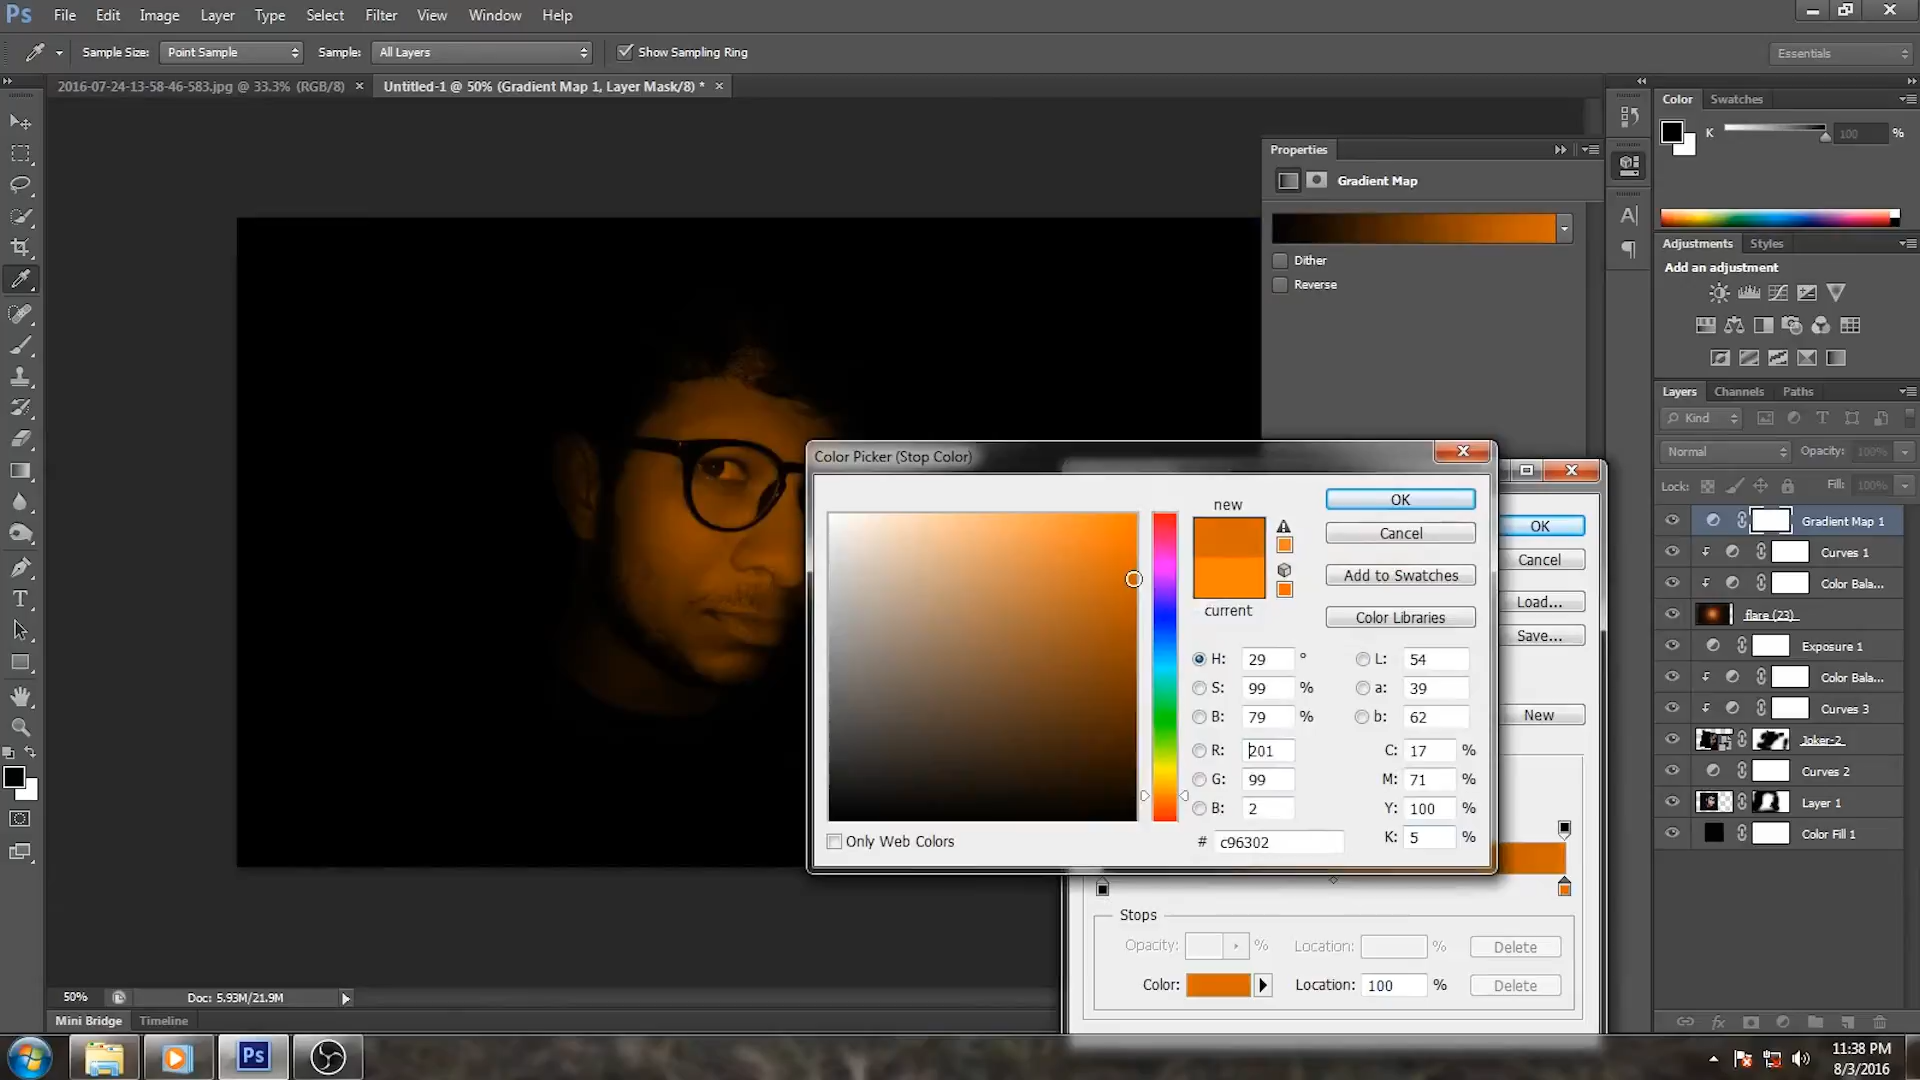 Ps File Edit Image Layer Type Select Filter View Window Help
Sample Size: Point Sample Sample: All Layers Show Sampling Ring Essentials
2016-07-24-13-58-46-583.jpg @ 33.3% (RGB/8) × Untitled-1 @ 50% (Gradient Map 1, Layer Mask/8) * ×
Color Swatches
K 100 %
Properties
Gradient Map
Dither
Reverse
Adjustments Styles
Add an adjustment
Layers Channels Paths
Kind
Normal Opacity: 100%
Lock: Fill: 100%
Gradient Map 1
Curves 1
Color Bala...
flare (23)
Exposure 1
Color Bala...
Curves 3
Joker-2
Curves 2
Layer 1
Color Fill 1
Color Picker (Stop Color)
new
current
OK
Cancel
Add to Swatches
Color Libraries
H: 29 °
S: 99 %
B: 79 %
R: 201
G: 99
B: 2
# c96302
L: 54
a: 39
b: 62
C: 17 %
M: 71 %
Y: 100 %
K: 5 %
Only Web Colors
OK
Cancel
Load...
Save...
New
Stops
Opacity: % Location: % Delete
Color: Location: 100 % Delete
50% Doc: 5.93M/21.9M
Mini Bridge Timeline
Ps
11:38 PM
8/3/2016